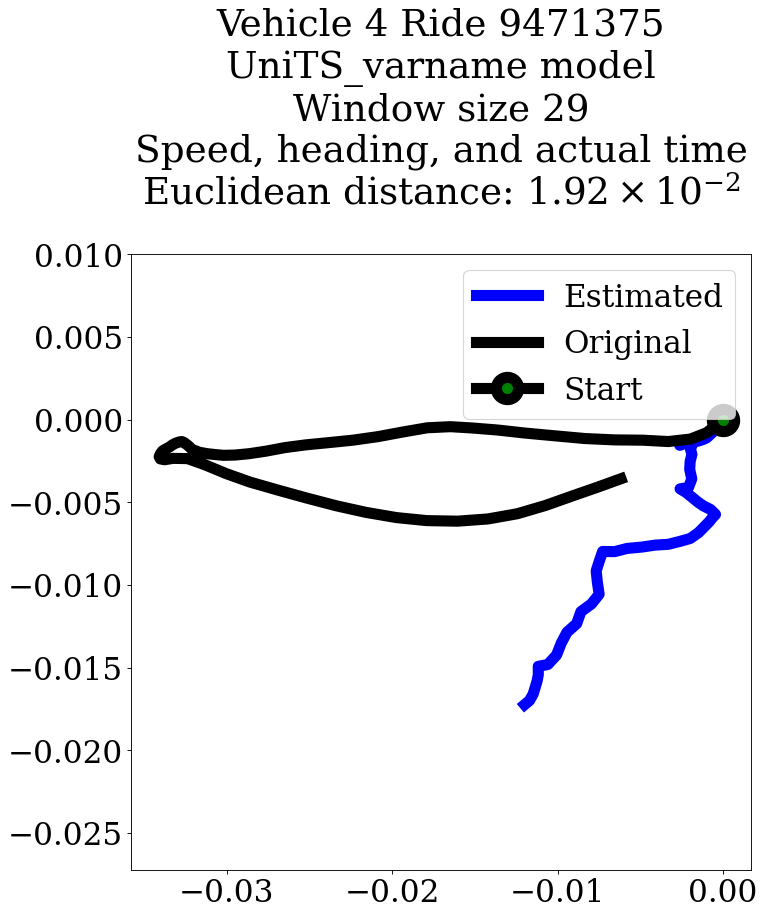 Vehicle 4 Ride 9471375
UniTS_varname model
Window size 29
Speed, heading, and actual time
Euclidean distance: 1.92 × 10⁻²
Estimated
Original
Start
0.010
0.005
0.000
−0.005
−0.010
−0.015
−0.020
−0.025
−0.03 −0.02 −0.01 0.00